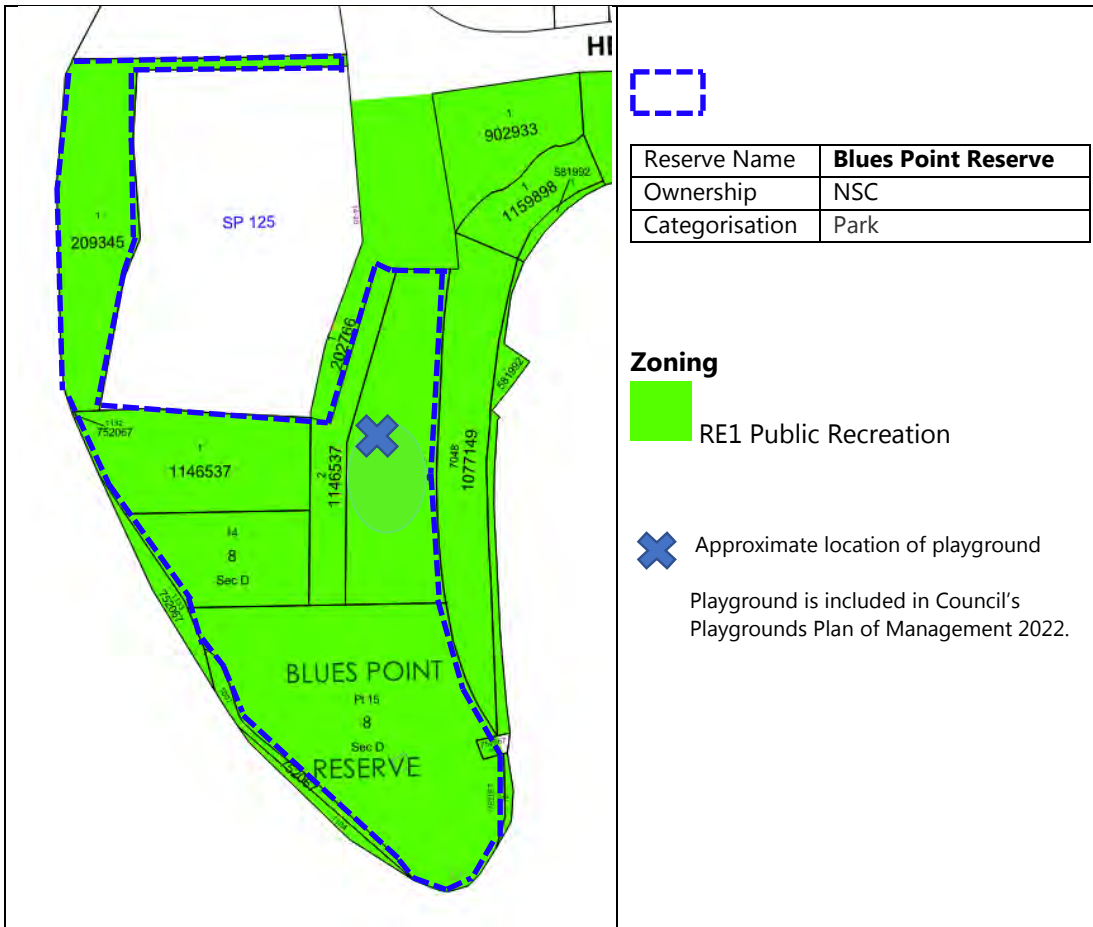 HI
1
902933
1
1159898
581992
1
209345
SP 125
1
202766
581992
1132
752067
1
1146537
2
1146537
7048
1077149
14
8
Sec D
752067
BLUES POINT
Pt 15
8
Sec D
RESERVE
752067
Reserve Name Blues Point Reserve
Ownership NSC
Categorisation Park
Zoning
RE1 Public Recreation
Approximate location of playground
Playground is included in Council's
Playgrounds Plan of Management 2022.